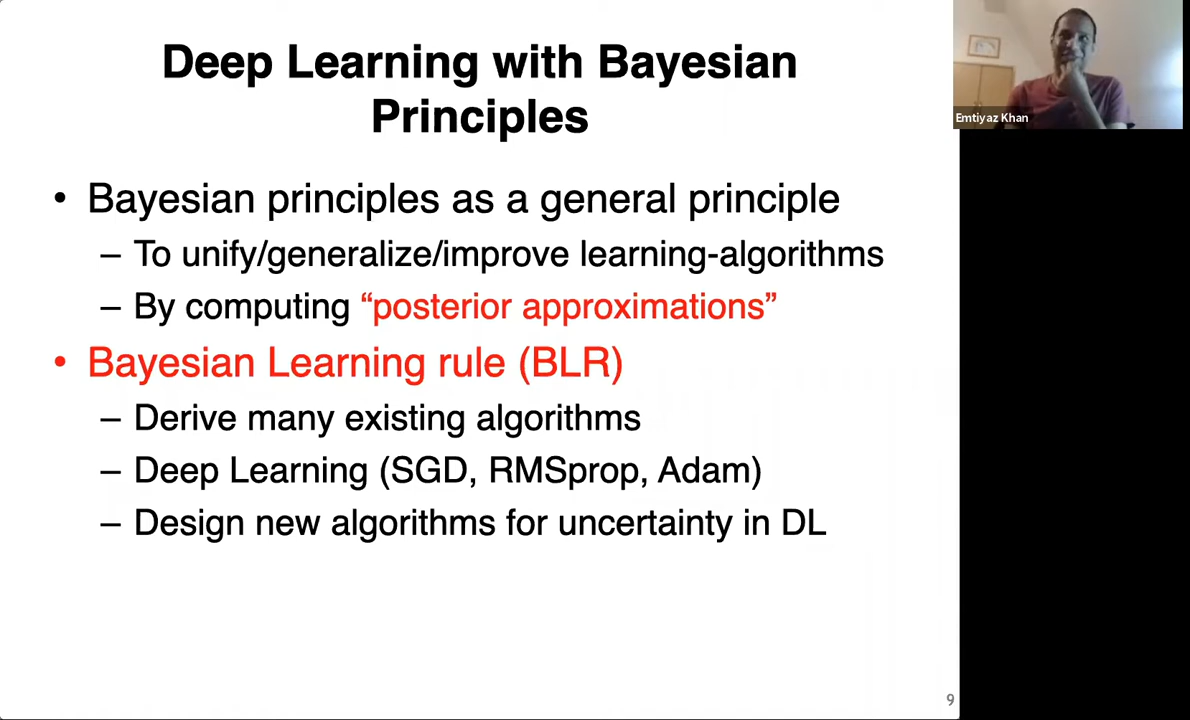 Deep Learning with Bayesian
Principles
• Bayesian principles as a general principle
– To unify/generalize/improve learning-algorithms
– By computing “posterior approximations”
• Bayesian Learning rule (BLR)
– Derive many existing algorithms
– Deep Learning (SGD, RMSprop, Adam)
– Design new algorithms for uncertainty in DL
9
Emtiyaz Khan